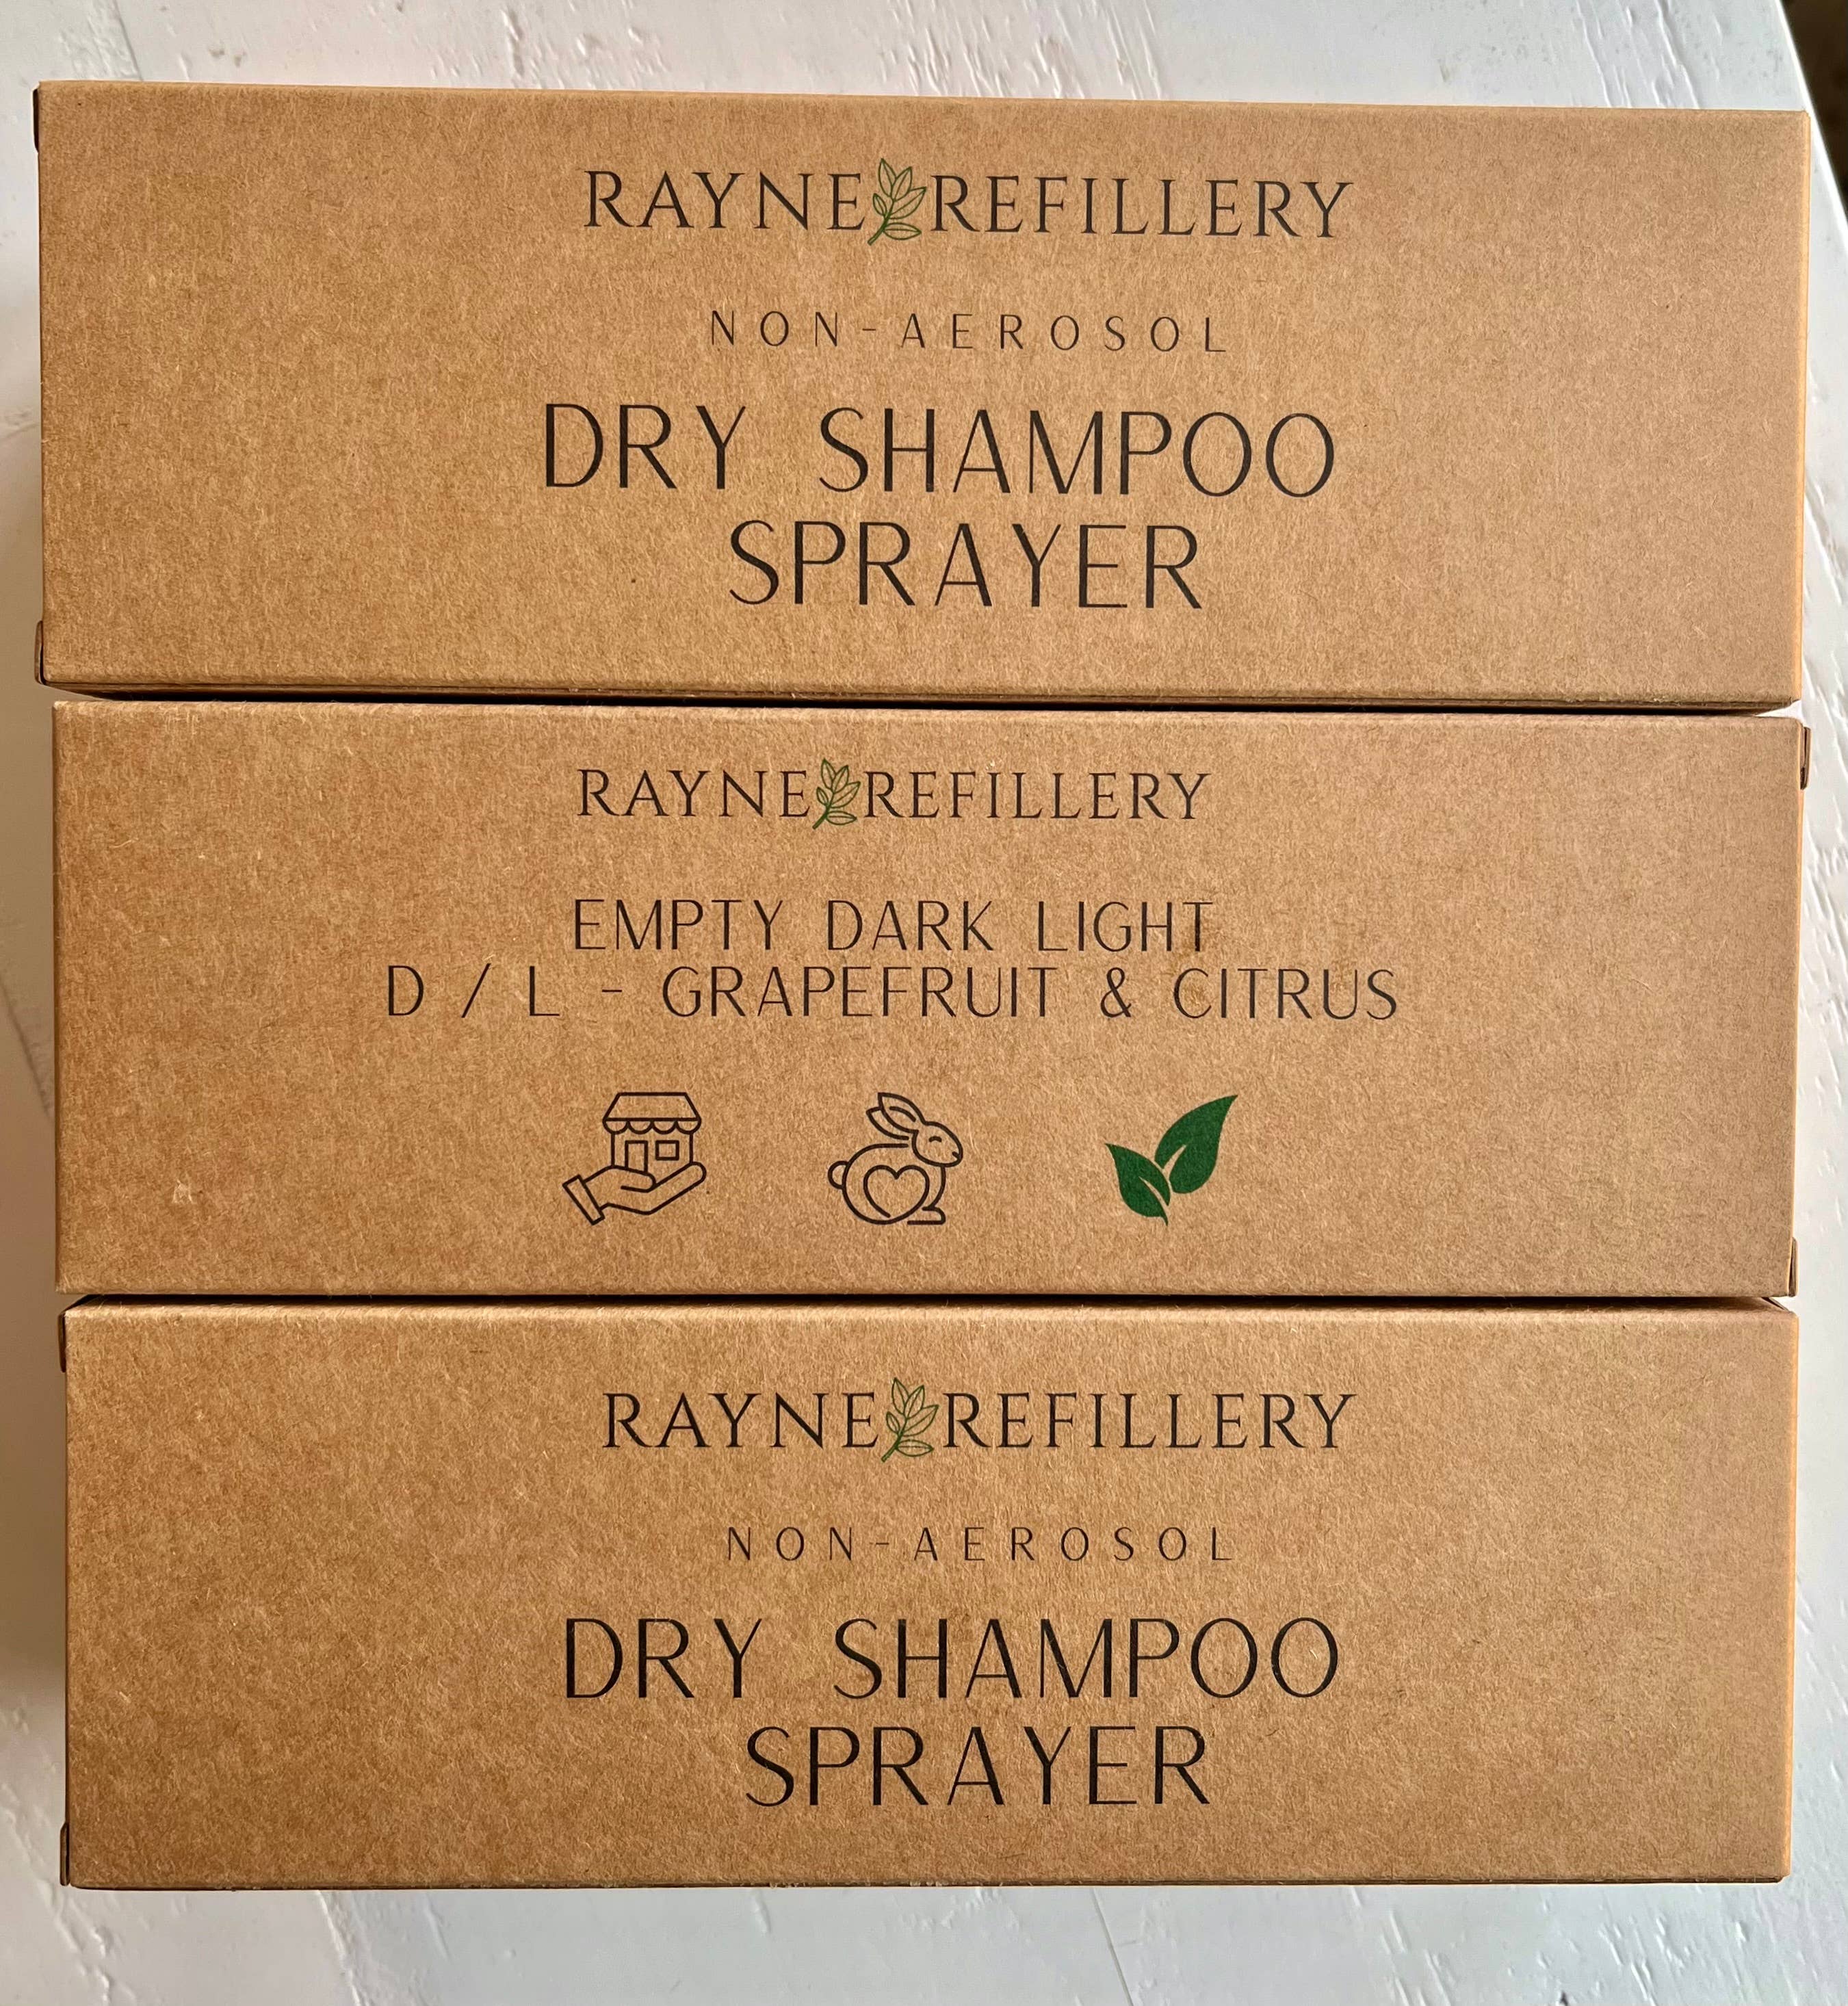 RAYNE REFILLERY
NON-AEROSOL
DRY SHAMPOO
SPRAYER
RAYNE REFILLERY
EMPTY DARK LIGHT
D / L - GRAPEFRUIT & CITRUS
RAYNE REFILLERY
NON-AEROSOL
DRY SHAMPOO
SPRAYER